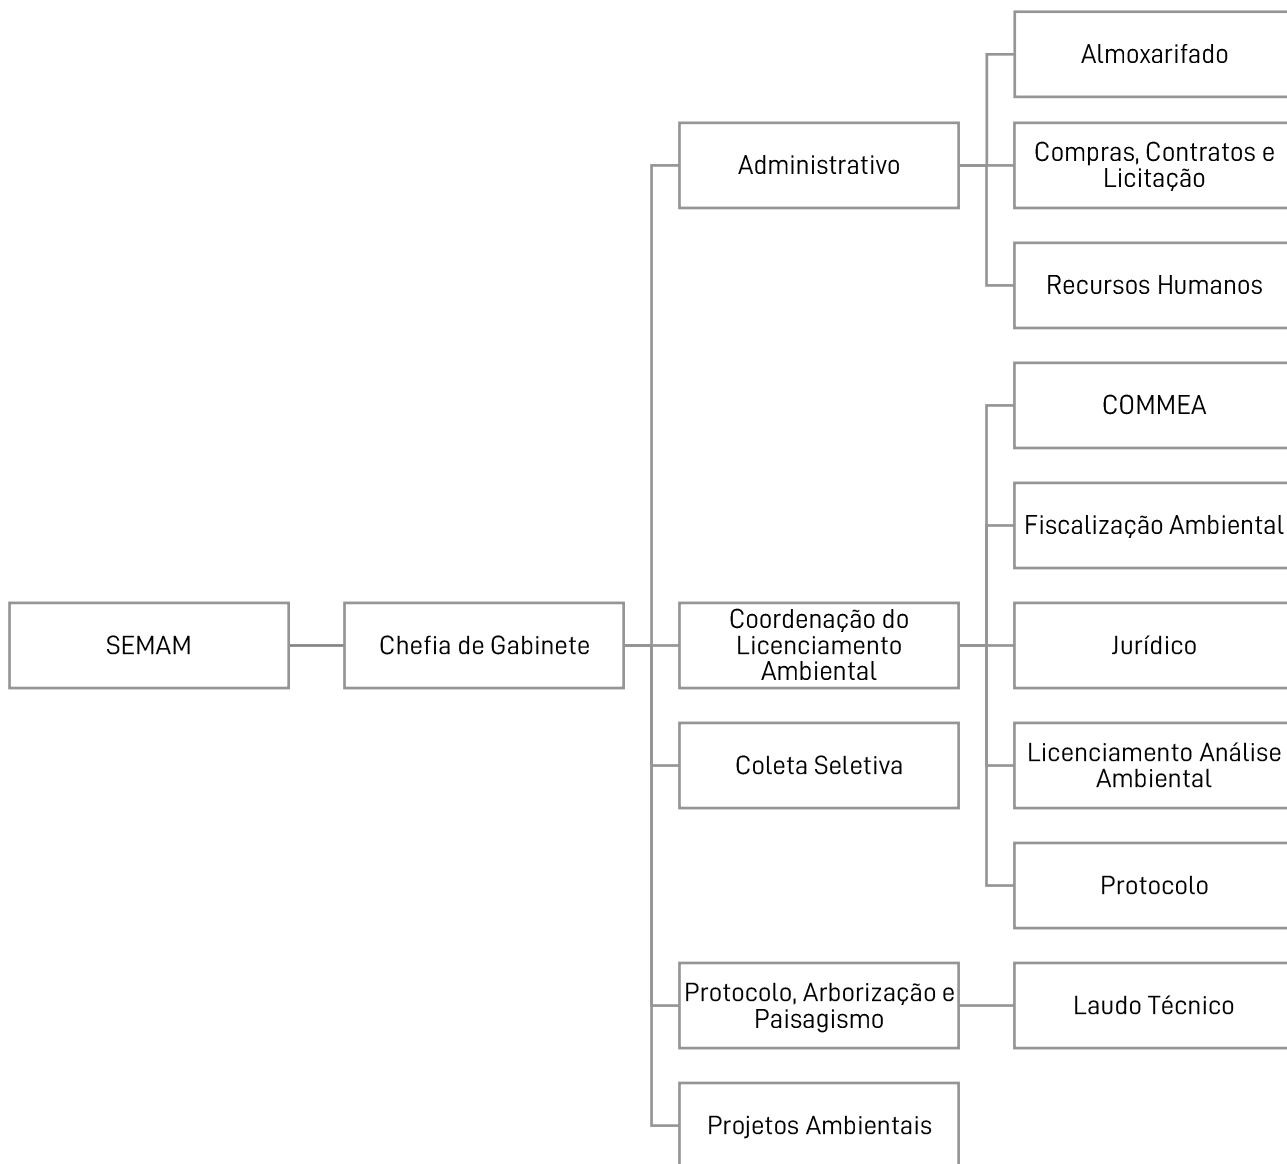 Almoxarifado
Administrativo
Compras, Contratos e
Licitação
Recursos Humanos
COMMEA
Fiscalização Ambiental
SEMAM
Chefia de Gabinete
Coordenação do
Licenciamento
Ambiental
Jurídico
Coleta Seletiva
Licenciamento Análise
Ambiental
Protocolo
Protocolo, Arborização e
Paisagismo
Laudo Técnico
Projetos Ambientais